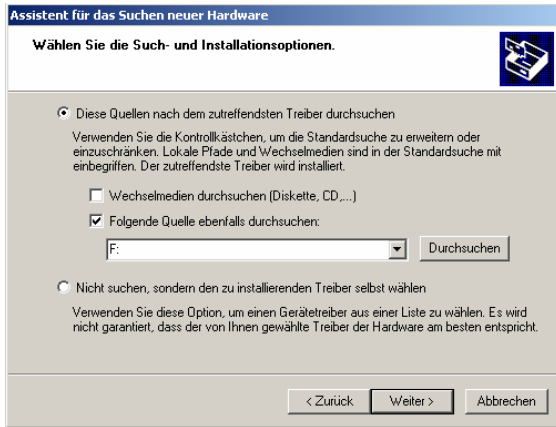 Assistent für das Suchen neuer Hardware
Wählen Sie die Such- und Installationsoptionen.
Diese Quellen nach dem zutreffendsten Treiber durchsuchen
Verwenden Sie die Kontrollkästchen, um die Standardsuche zu erweitern oder
einzuschränken. Lokale Pfade und Wechselmedien sind in der Standardsuche mit
einbegriffen. Der zutreffendste Treiber wird installiert.
Wechselmedien durchsuchen (Diskette, CD,...)
Folgende Quelle ebenfalls durchsuchen:
F: Durchsuchen
Nicht suchen, sondern den zu installierenden Treiber selbst wählen
Verwenden Sie diese Option, um einen Gerätetreiber aus einer Liste zu wählen. Es wird
nicht garantiert, dass der von Ihnen gewählte Treiber der Hardware am besten entspricht.
< Zurück Weiter > Abbrechen